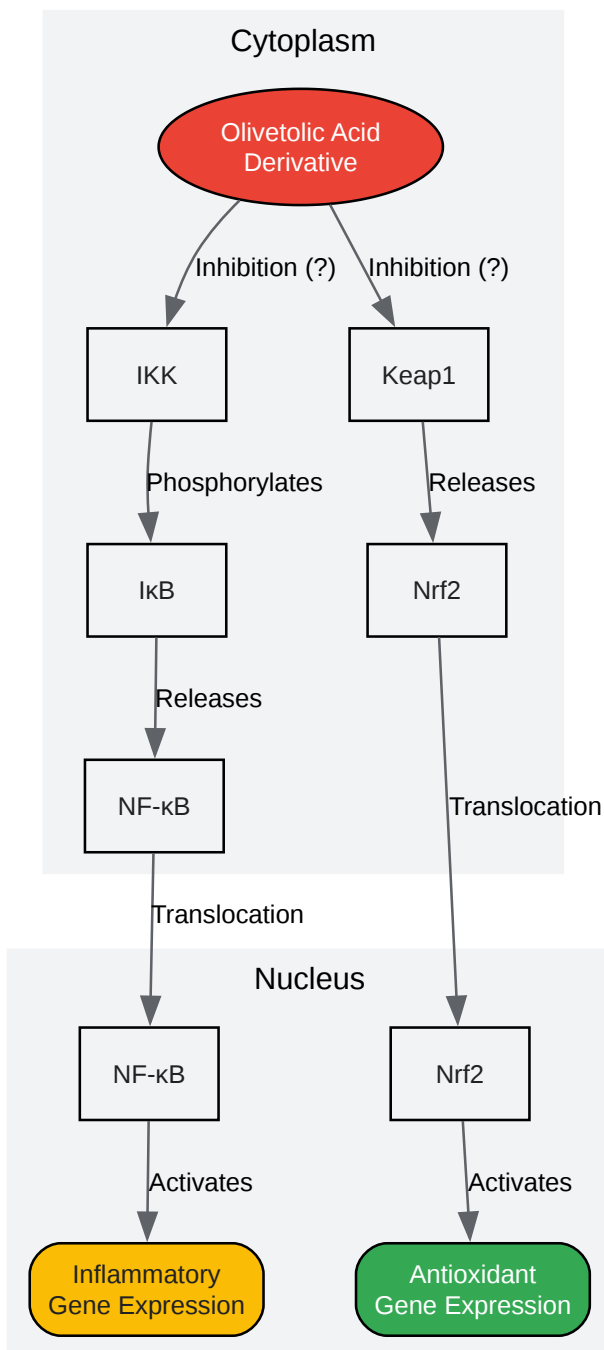 Cytoplasm
Olivetolic Acid
Derivative
Inhibition (?)
Inhibition (?)
IKK
Keap1
Phosphorylates
Releases
IκB
Nrf2
Releases
NF-κB
Translocation
Translocation
Nucleus
NF-κB
Nrf2
Activates
Activates
Inflammatory
Gene Expression
Antioxidant
Gene Expression